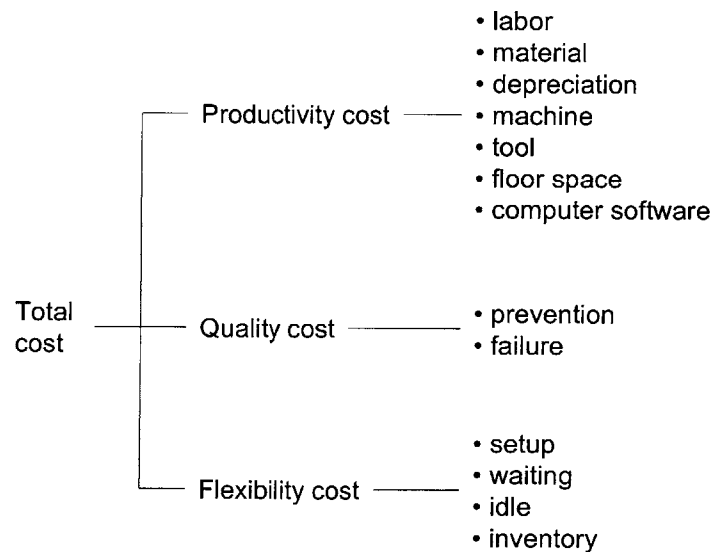 • labor
• material
• depreciation
Productivity cost
• machine
• tool
• floor space
• computer software
Total
cost
Quality cost
• prevention
• failure
Flexibility cost
• setup
• waiting
• idle
• inventory